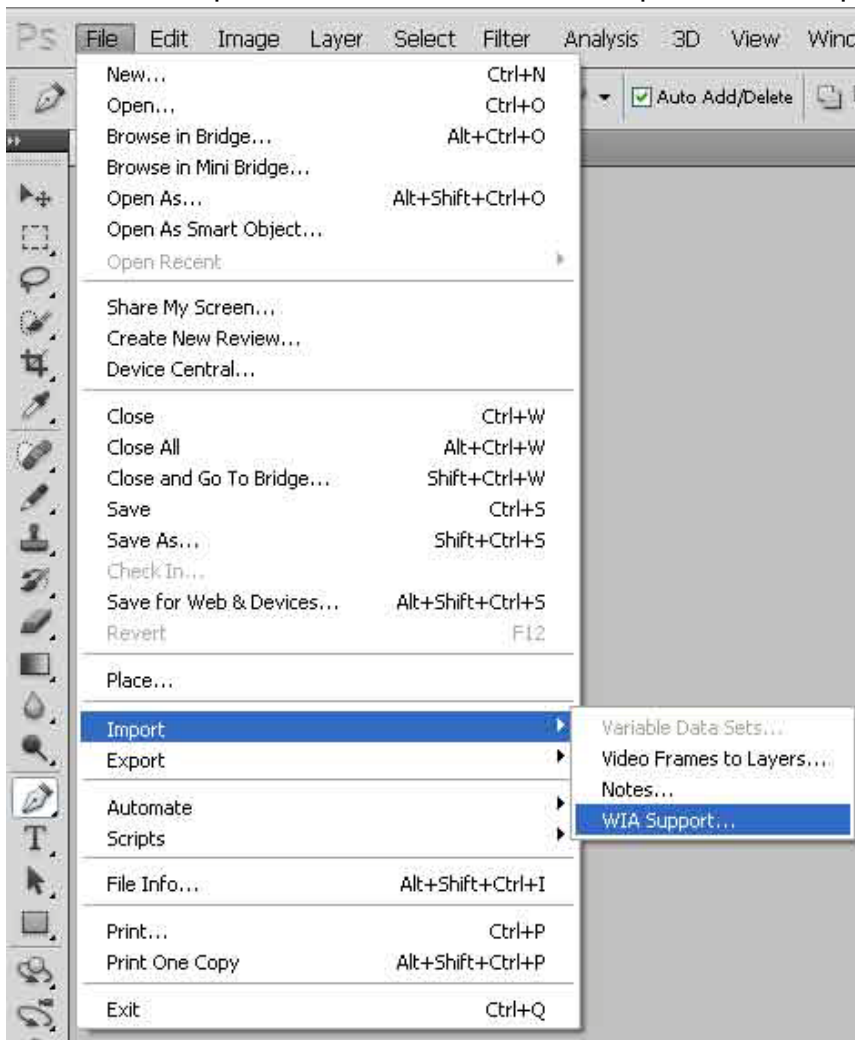 Ps File Edit Image Layer Select Filter Analysis 3D View Wind
New... Ctrl+N
Auto Add/Delete
Open... Ctrl+O
Browse in Bridge... Alt+Ctrl+O
Browse in Mini Bridge...
Open As... Alt+Shift+Ctrl+O
Open As Smart Object...
Open Recent
Share My Screen...
Create New Review...
Device Central...
Close Ctrl+W
Close All Alt+Ctrl+W
Close and Go To Bridge... Shift+Ctrl+W
Save Ctrl+S
Save As... Shift+Ctrl+S
Check In...
Save for Web & Devices... Alt+Shift+Ctrl+S
Revert F12
Place...
Import
Export
Variable Data Sets...
Video Frames to Layers...
Notes...
WIA Support...
Automate
Scripts
File Info... Alt+Shift+Ctrl+I
Print... Ctrl+P
Print One Copy Alt+Shift+Ctrl+P
Exit Ctrl+Q
T